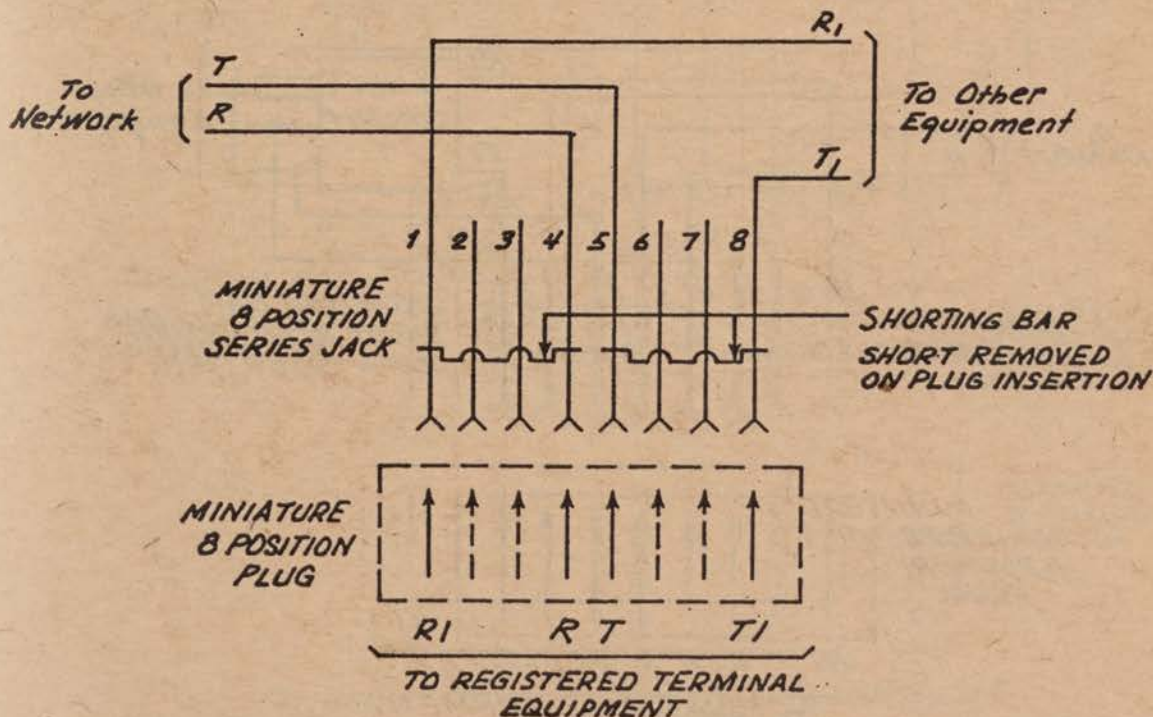 R1
T
To
Network
R
To Other
Equipment
T1
1 2 3 4 5 6 7 8
MINIATURE
8 POSITION
SERIES JACK
SHORTING BAR
SHORT REMOVED
ON PLUG INSERTION
MINIATURE
8 POSITION
PLUG
R1 R T T1
TO REGISTERED TERMINAL
EQUIPMENT